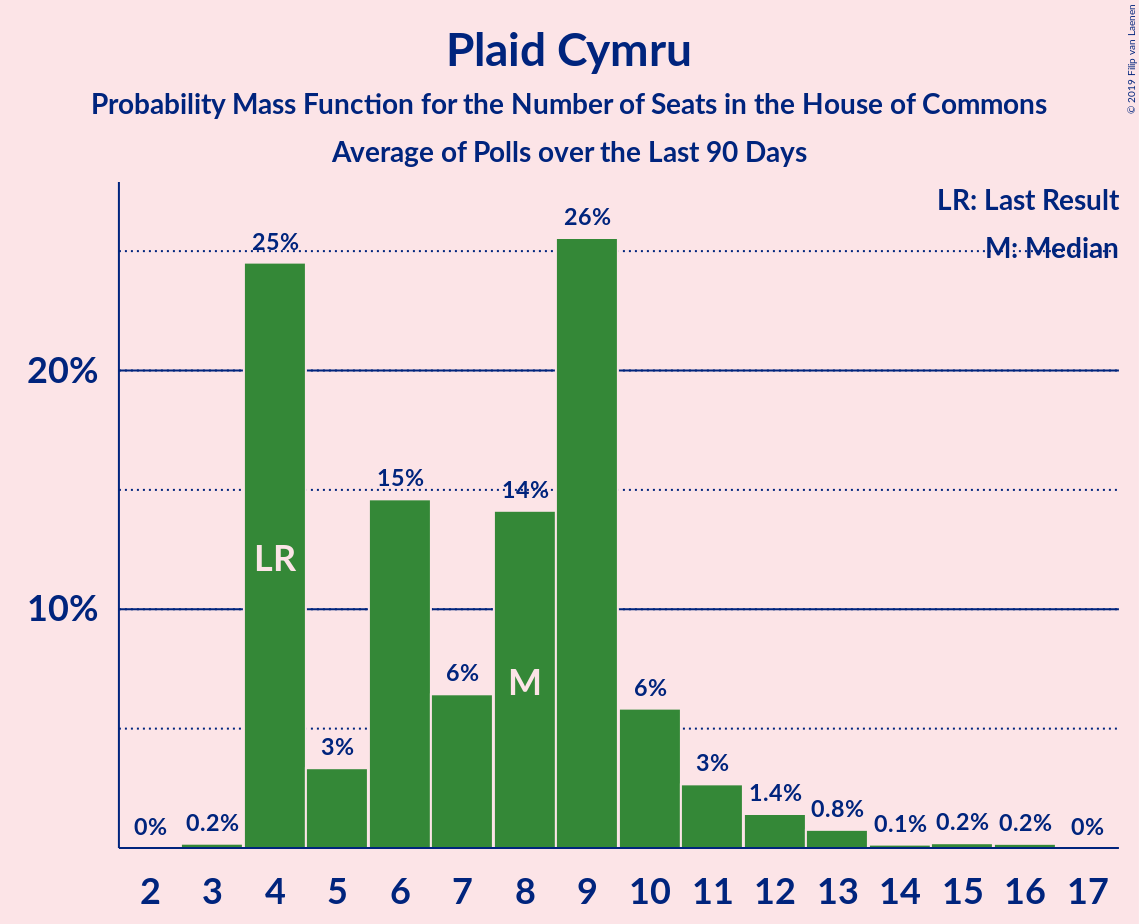 Plaid Cymru
Probability Mass Function for the Number of Seats in the House of Commons
Average of Polls over the Last 90 Days
© 2019 Filip van Laenen
LR: Last Result
M: Median
26%
25%
20%
15%
14%
LR
10%
6%
M
6%
3%
3%
1.4%
0.8%
0% 0.2% 0.1% 0.2% 0.2% 0%
2 3 4 5 6 7 8 9 10 11 12 13 14 15 16 17